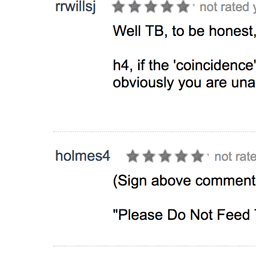 rrwillsj not rated
Well TB, to be honest,
h4, if the 'coincidence'
obviously you are
holmes4 not rate
(Sign above comment
"Please Do Not Feed